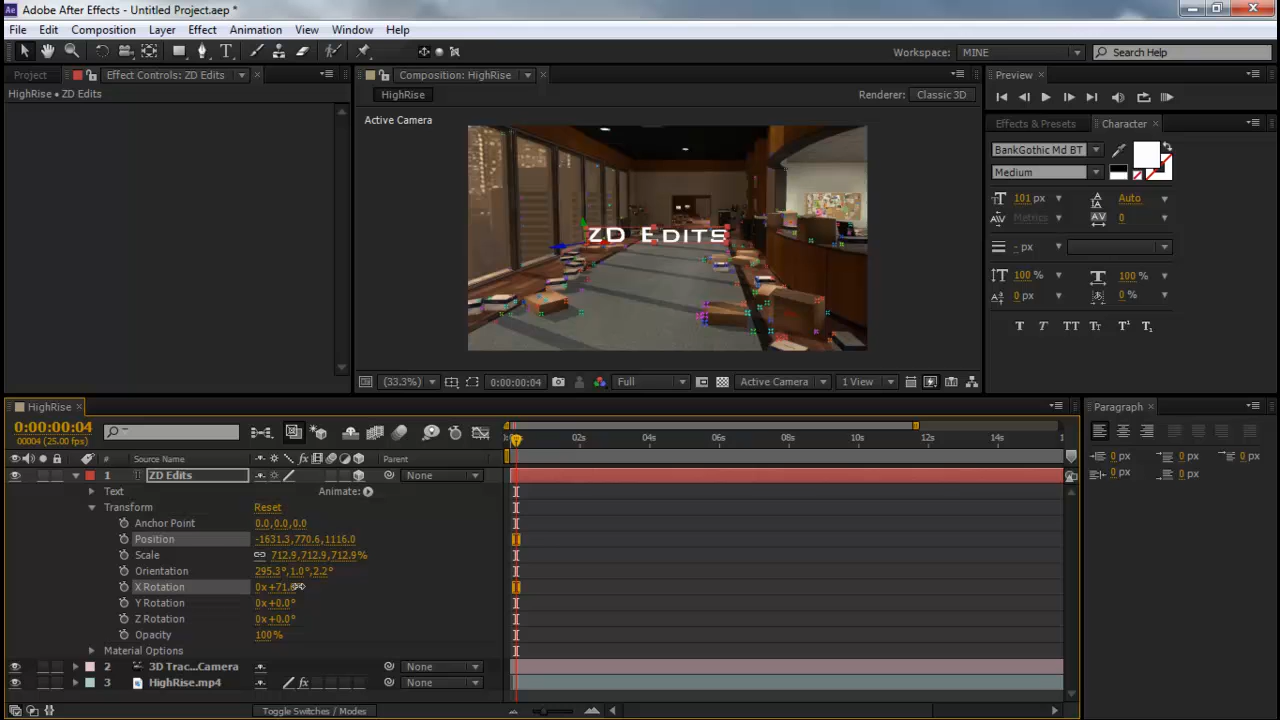 Adobe After Effects - Untitled Project.aep *
File Edit Composition Layer Effect Animation View Window Help
Workspace: MINE Search Help
Project Effect Controls: ZD Edits Composition: HighRise Preview
ZD Edits
HighRise • ZD Edits
HighRise Renderer: Classic 3D
Active Camera
Effects & Presets Character
BankGothic Md BT
Medium
101 px Auto
Metrics 0
- px
100 % 100 %
0 px 0 %
T T TT Tt T¹ T₁
ZD EDITS
(33.3%) 0:00:00:04 Full Active Camera 1 View
HighRise Paragraph
0:00:00:04
00004 (25.00 fps)
02s 04s 06s 08s 10s 12s 14s
# Source Name Parent
0 px 0 px 0 px
0 px 0 px
1 T ZD Edits None
Text Animate:
Transform Reset
Anchor Point 0.0,0.0,0.0
Position -1631.3,770.6,1116.0
Scale 712.9,712.9,712.9%
Orientation 295.3°,1.0°,2.2°
X Rotation 0x+71.
Y Rotation 0x+0.0°
Z Rotation 0x+0.0°
Opacity 100%
Material Options
2 3D Trac...Camera None
3 HighRise.mp4 None
Toggle Switches / Modes